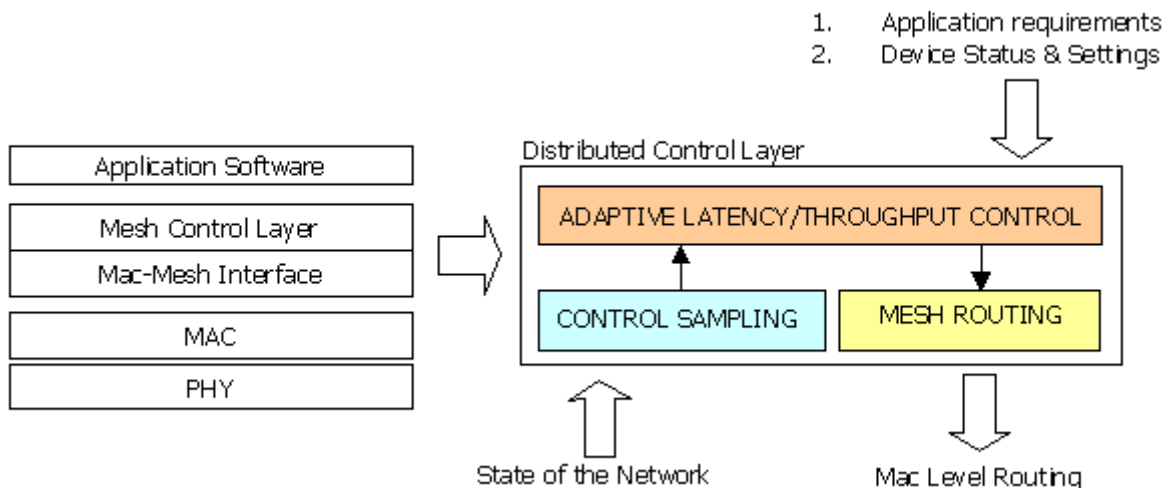 1. Application requirements
2. Device Status & Settings
Application Software
Mesh Control Layer
Mac-Mesh Interface
MAC
PHY
Distributed Control Layer
ADAPTIVE LATENCY/THROUGHPUT CONTROL
CONTROL SAMPLING
MESH ROUTING
State of the Network
Mac Level Routing